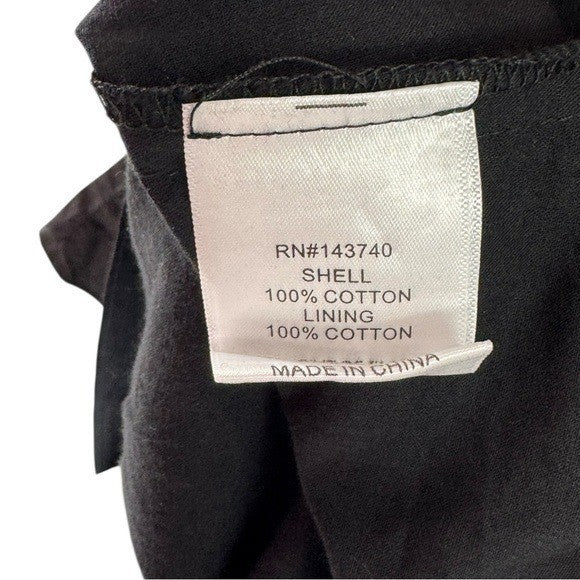 RN#143740
SHELL
100% COTTON
LINING
100% COTTON
MADE IN CHINA